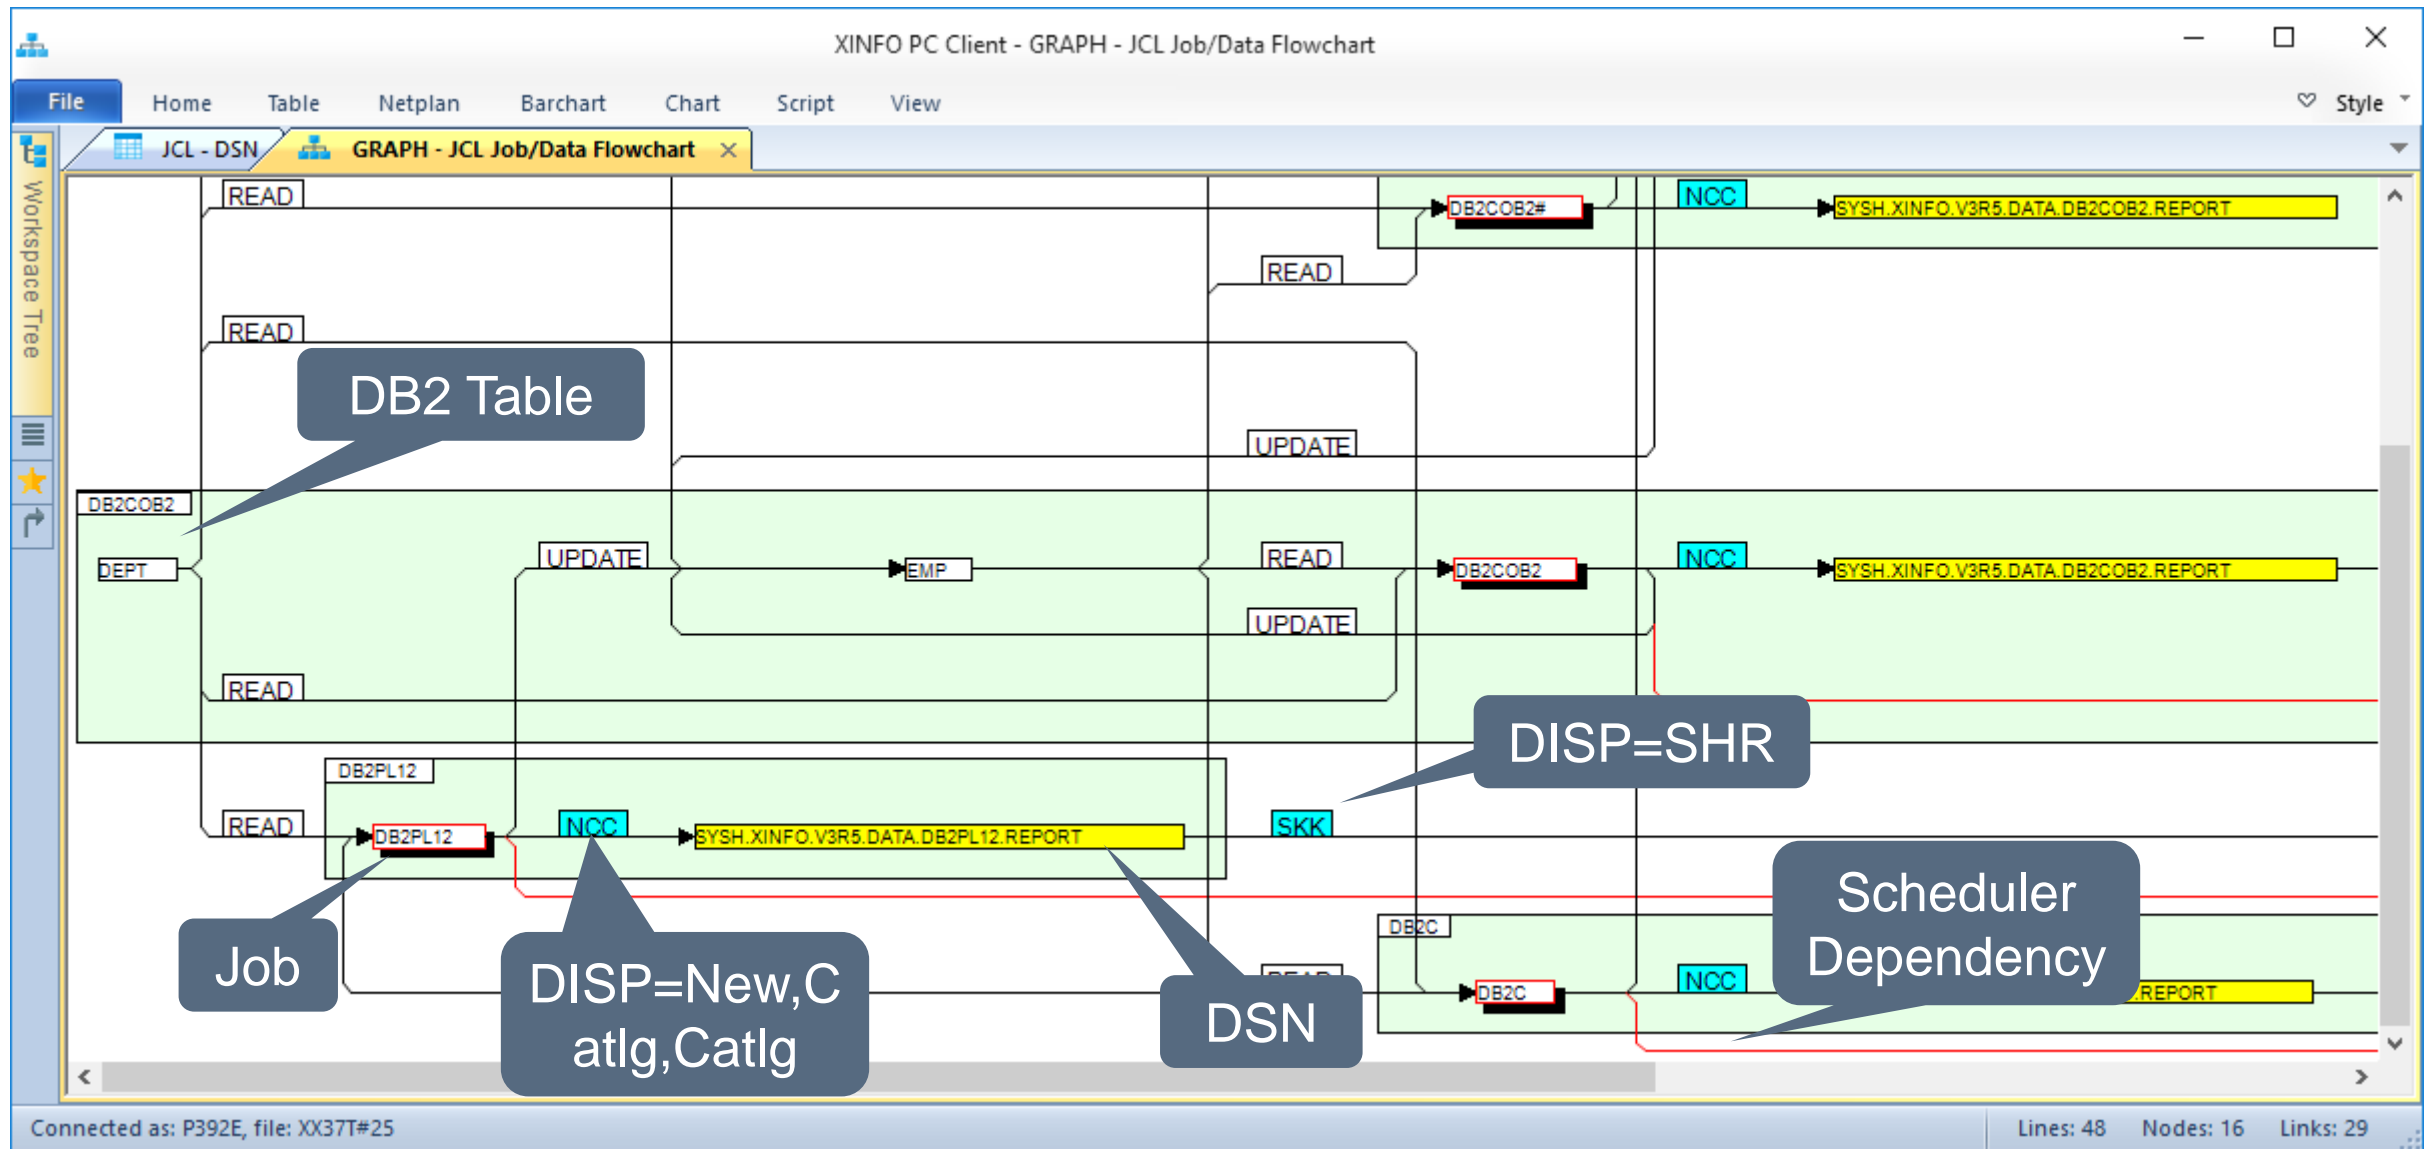 XINFO PC Client - GRAPH - JCL Job/Data Flowchart
File Home Table Netplan Barchart Chart Script View Style
JCL - DSN GRAPH - JCL Job/Data Flowchart
Workspace Tree
READ DB2COB2# NCC SYSH.XINFO.V3R5.DATA.DB2COB2.REPORT
READ
READ
DB2 Table
UPDATE
DB2COB2
DEPT UPDATE EMP READ DB2COB2 NCC SYSH.XINFO.V3R5.DATA.DB2COB2.REPORT
UPDATE
READ
DISP=SHR
DB2PL12
READ DB2PL12 NCC SYSH.XINFO.V3R5.DATA.DB2PL12.REPORT SKK
Scheduler
Dependency
DB2C
Job
DISP=New,C
atlg,Catlg
DSN
READ DB2C NCC .REPORT
Connected as: P392E, file: XX37T#25 Lines: 48 Nodes: 16 Links: 29